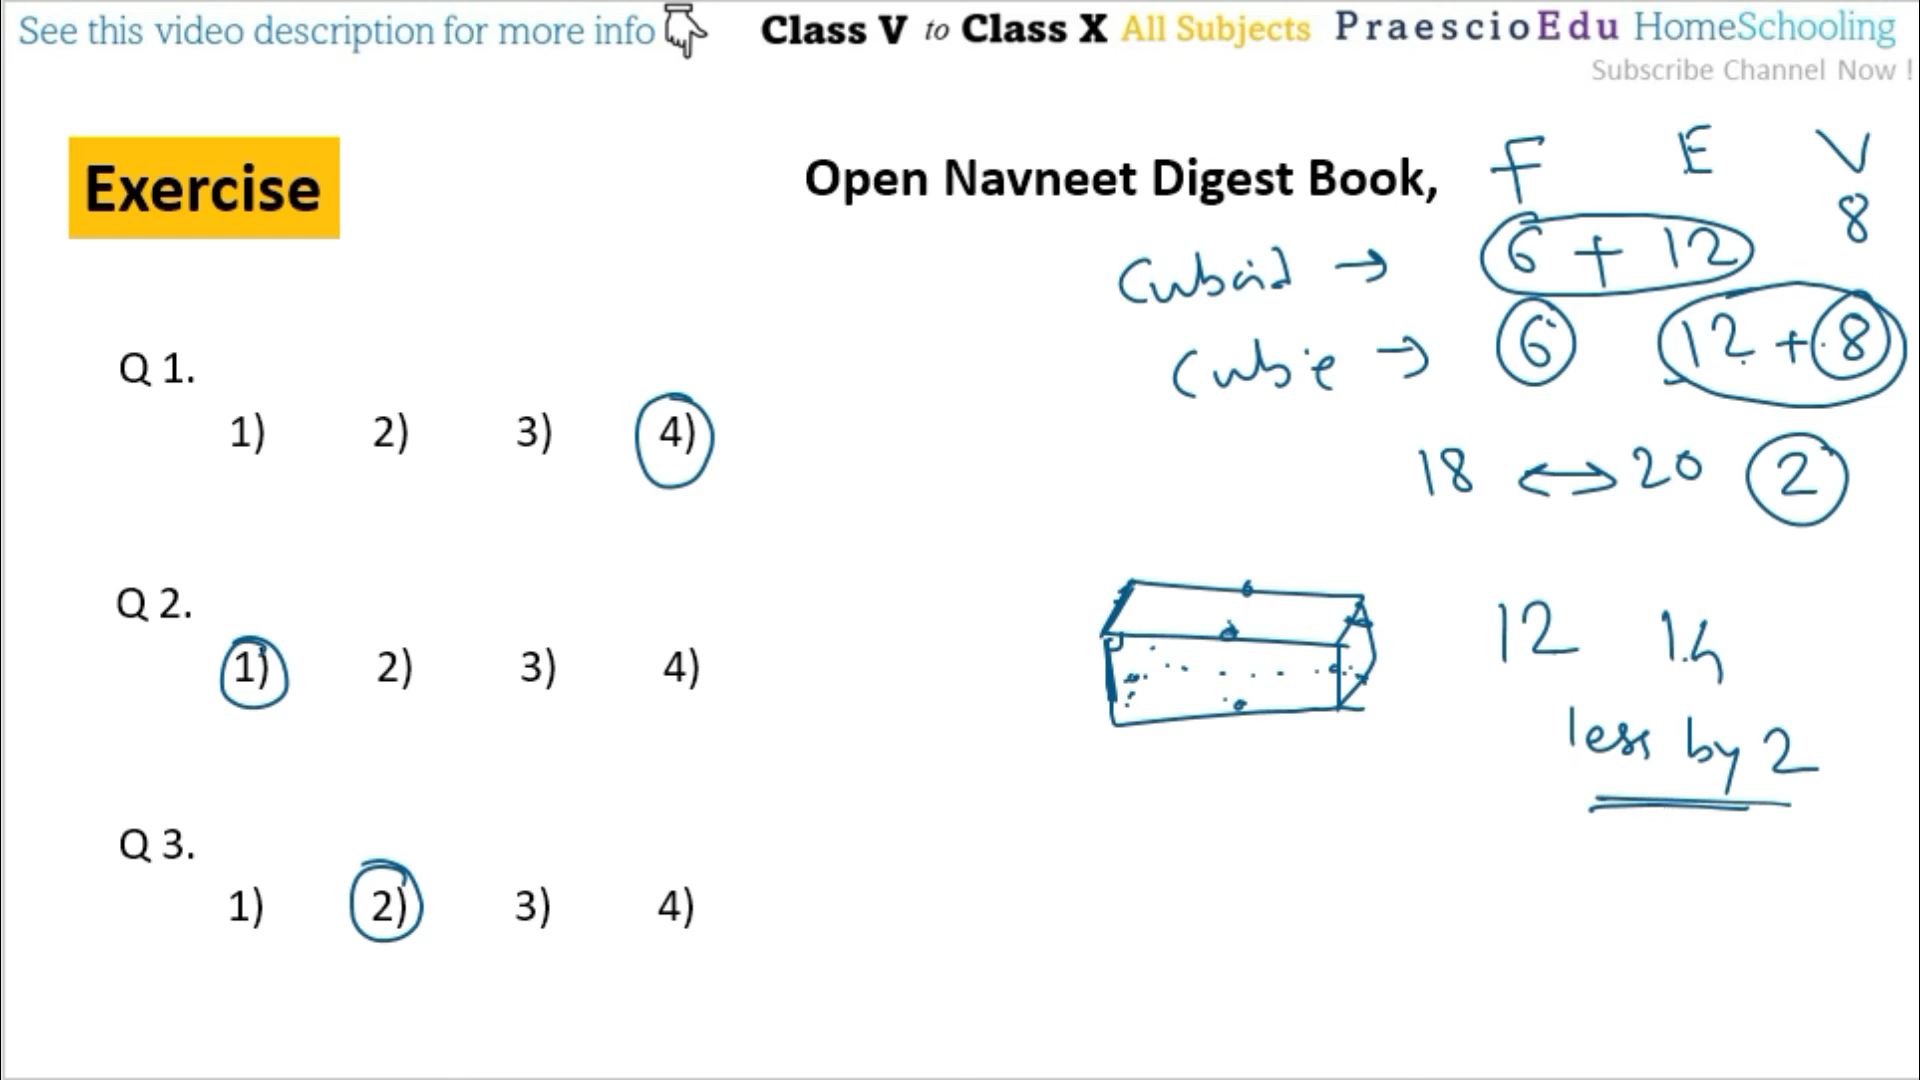 See this video description for more info Class V to Class X All Subjects PraescioEdu HomeSchooling
Subscribe Channel Now !
Exercise
Open Navneet Digest Book,
F E V
8
Cuboid → 6 + 12
Cube → 6 12 + 8
18 ↔ 20 2
Q 1.
1) 2) 3) 4)
Q 2.
1) 2) 3) 4)
12 14
less by 2
Q 3.
1) 2) 3) 4)